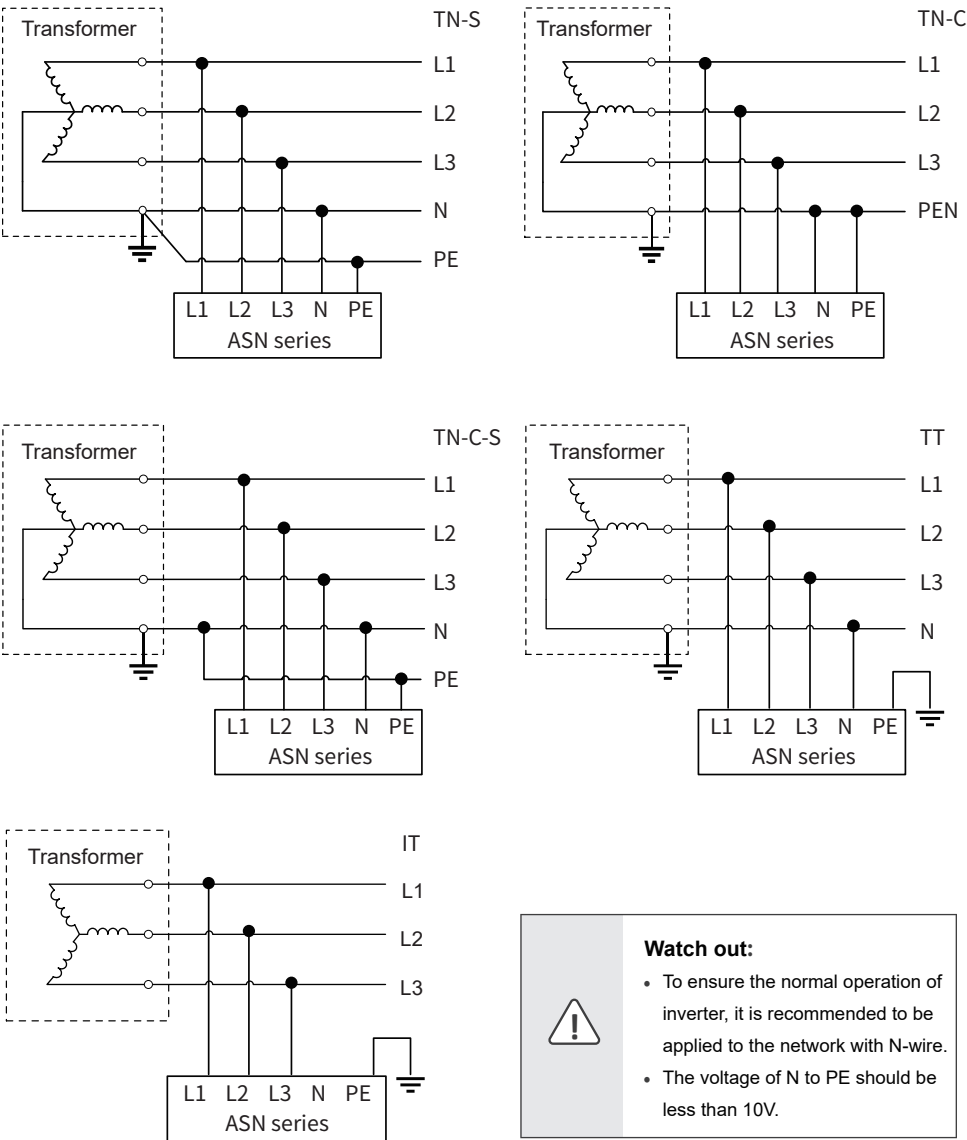 Transformer
TN-S
L1
L2
L3
N
PE
L1 L2 L3 N PE
ASN series
Transformer
TN-C
L1
L2
L3
PEN
L1 L2 L3 N PE
ASN series
Transformer
TN-C-S
L1
L2
L3
N
PE
L1 L2 L3 N PE
ASN series
Transformer
TT
L1
L2
L3
N
L1 L2 L3 N PE
ASN series
Transformer
IT
L1
L2
L3
L1 L2 L3 N PE
ASN series
!
Watch out:
• To ensure the normal operation of
inverter, it is recommended to be
applied to the network with N-wire.
• The voltage of N to PE should be
less than 10V.